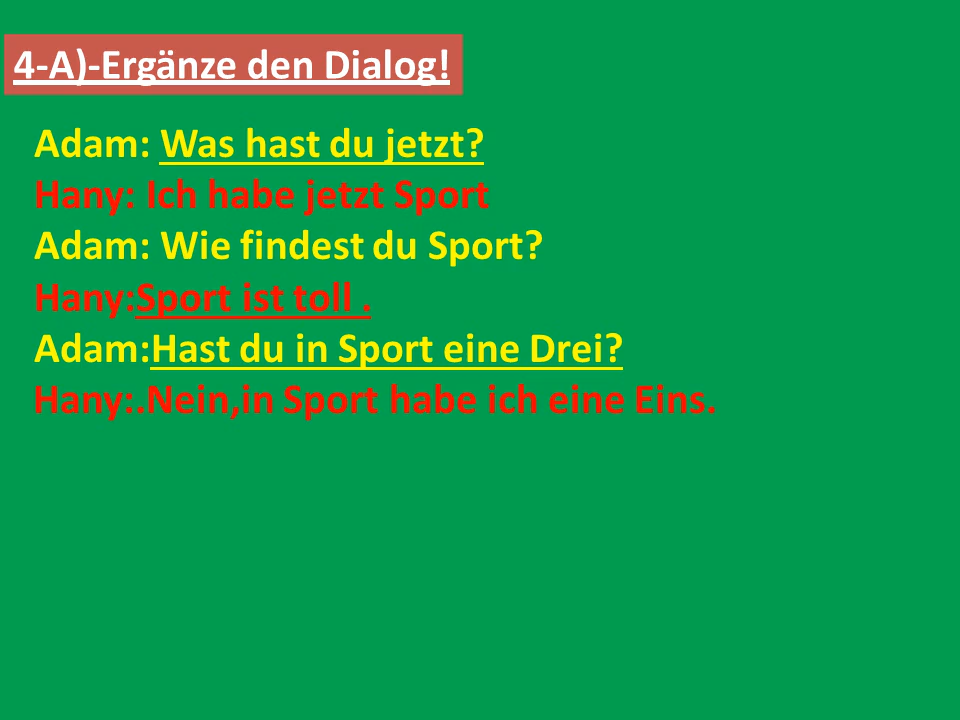 4-A)-Ergänze den Dialog!
Adam: Was hast du jetzt?
Hany: Ich habe jetzt Sport
Adam: Wie findest du Sport?
Hany:Sport ist toll .
Adam:Hast du in Sport eine Drei?
Hany:.Nein,in Sport habe ich eine Eins.